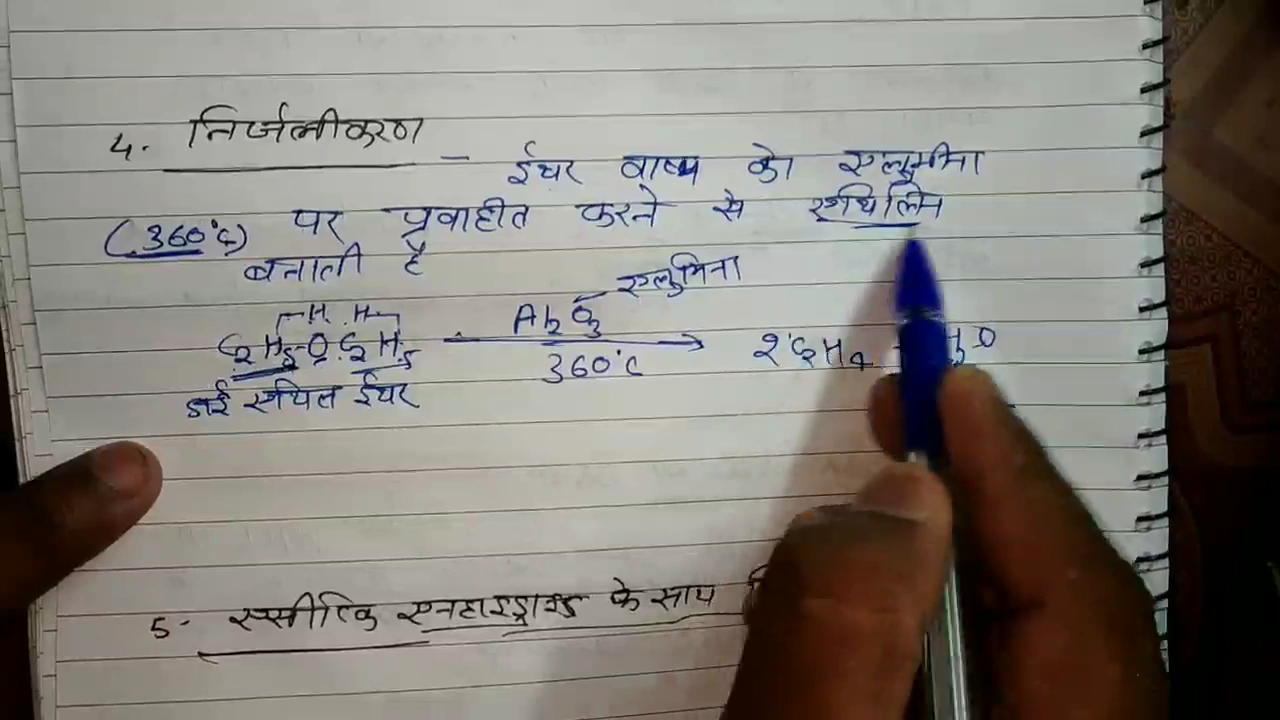 4. निर्जलीकरण - ईथर वाष्प को एलुमीना
(360°C) पर प्रवाहीत करने से एथिलिन
बनाती है
एलुमिना
H H
C2H5-O C2H5 Al2O3 360°C → 2C2H4 H2O
डाई एथिल ईथर
5- एसीटिक एनहाइड्राइड के साथ